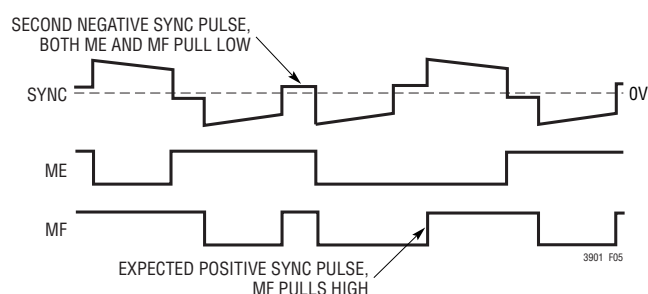 SECOND NEGATIVE SYNC PULSE,
BOTH ME AND MF PULL LOW
SYNC
0V
ME
MF
3901 F05
EXPECTED POSITIVE SYNC PULSE,
MF PULLS HIGH